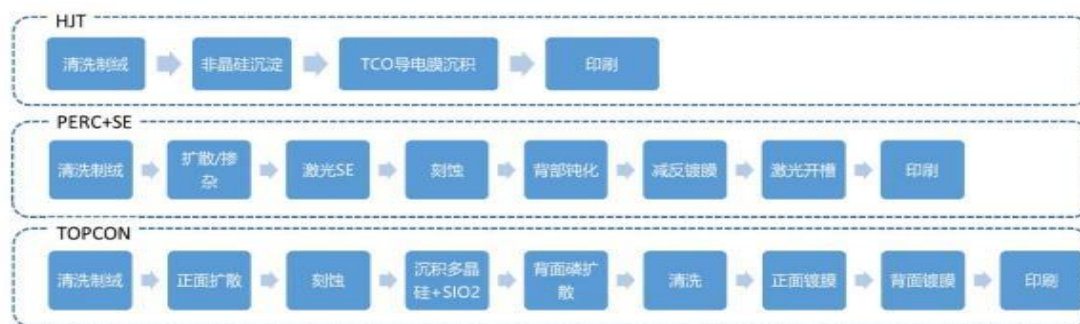 HJT
清洗制绒
非晶硅沉淀
TCO导电膜沉积
印刷
PERC+SE
清洗制绒
扩散/掺
杂
激光SE
刻蚀
背部钝化
减反镀膜
激光开槽
印刷
TOPCON
清洗制绒
正面扩散
刻蚀
沉积多晶
硅+SIO2
背面磷扩
散
清洗
正面镀膜
背面镀膜
印刷